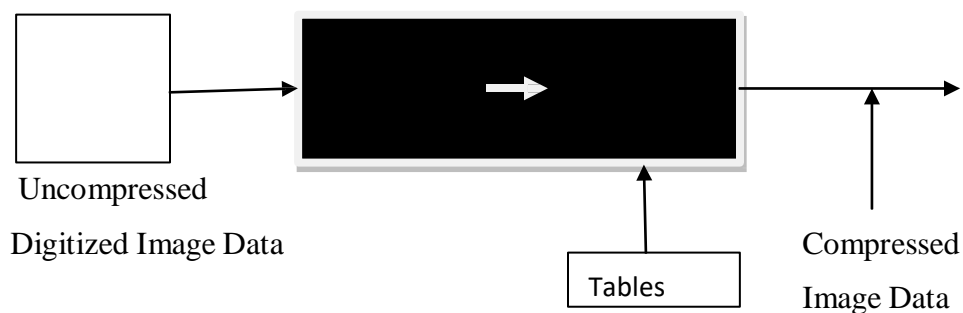 Uncompressed
Digitized Image Data
Tables
Compressed
Image Data